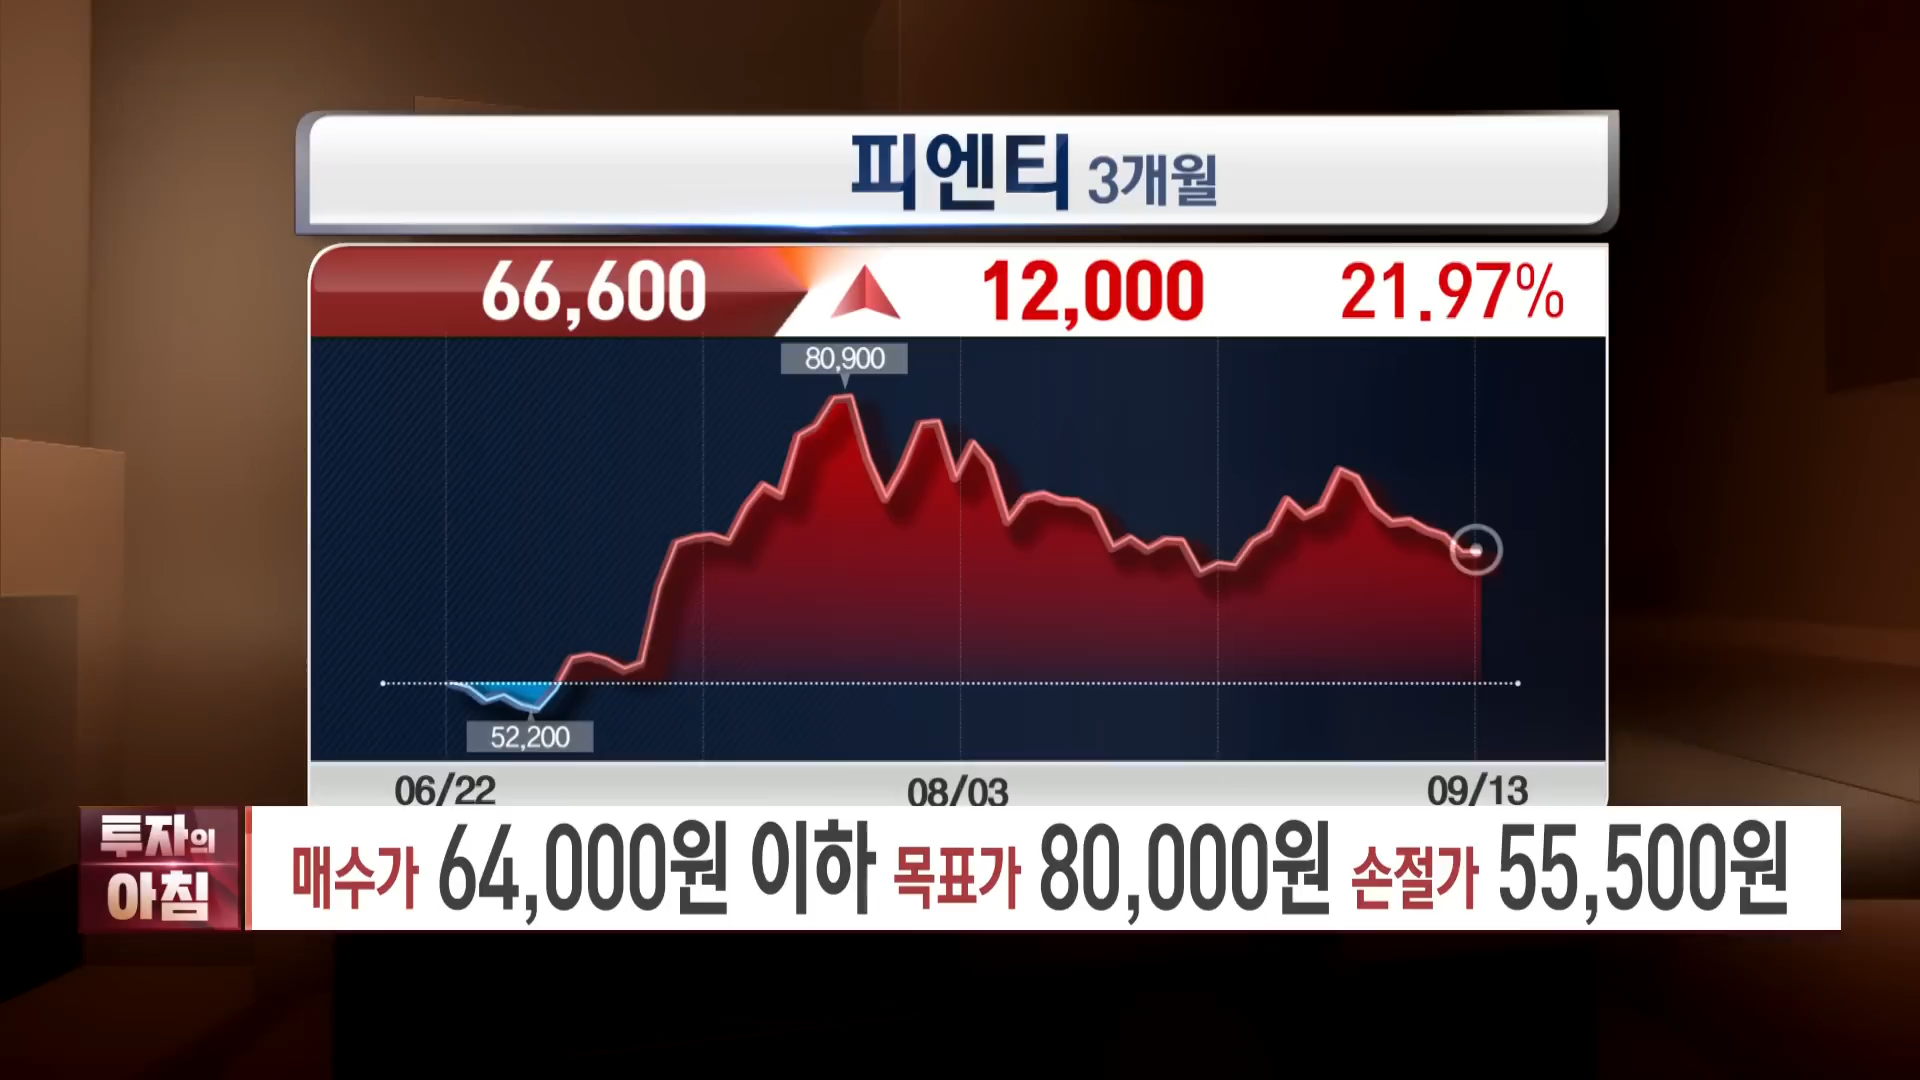 피엔티 3개월
66,600 12,000 21.97%
80,900
52,200
06/22 08/03 09/13
투자의
아침
매수가 64,000원 이하 목표가 80,000원 손절가 55,500원